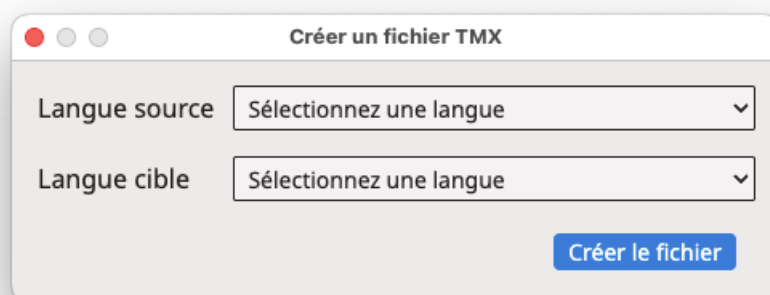 Créer un fichier TMX
Langue source Sélectionnez une langue
Langue cible Sélectionnez une langue
Créer le fichier